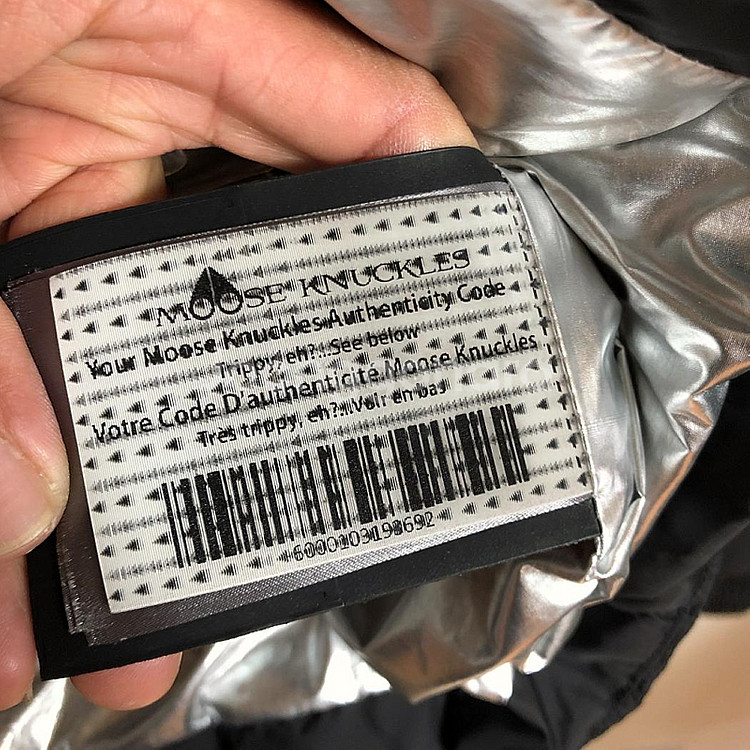 MOOSE KNUCKLES
Your Moose Knuckles Authenticity Code
Trippy, eh?...See below
Votre Code D'authenticité Moose Knuckles
Très trippy, eh?...Voir en bas